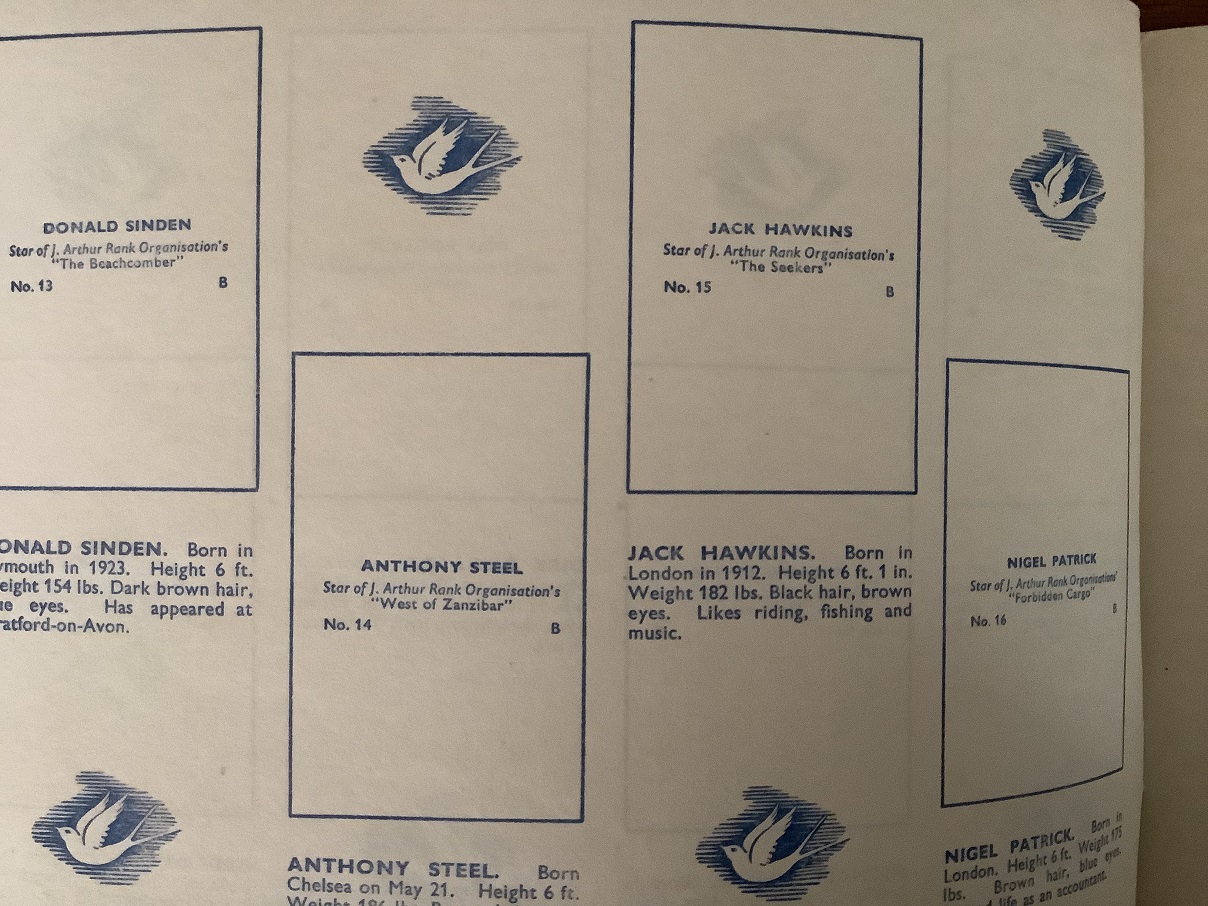 DONALD SINDEN
Star of J. Arthur Rank Organisation's
"The Beachcomber"
No. 13 B
ONALD SINDEN. Born in
ymouth in 1923. Height 6 ft.
eight 154 lbs. Dark brown hair,
ue eyes. Has appeared at
ratford-on-Avon.
ANTHONY STEEL
Star of J. Arthur Rank Organisation's
"West of Zanzibar"
No. 14 B
ANTHONY STEEL. Born
Chelsea on May 21. Height 6 ft.
JACK HAWKINS
Star of J. Arthur Rank Organisation's
"The Seekers"
No. 15 B
JACK HAWKINS. Born in
London in 1912. Height 6 ft. 1 in.
Weight 182 lbs. Black hair, brown
eyes. Likes riding, fishing and
music.
NIGEL PATRICK
Star of J. Arthur Rank Organisations'
"Forbidden Cargo"
No. 16 B
NIGEL PATRICK. Born in
London. Height 6 ft. Weight 175
lbs. Brown hair, blue eyes.
life as an accountant.